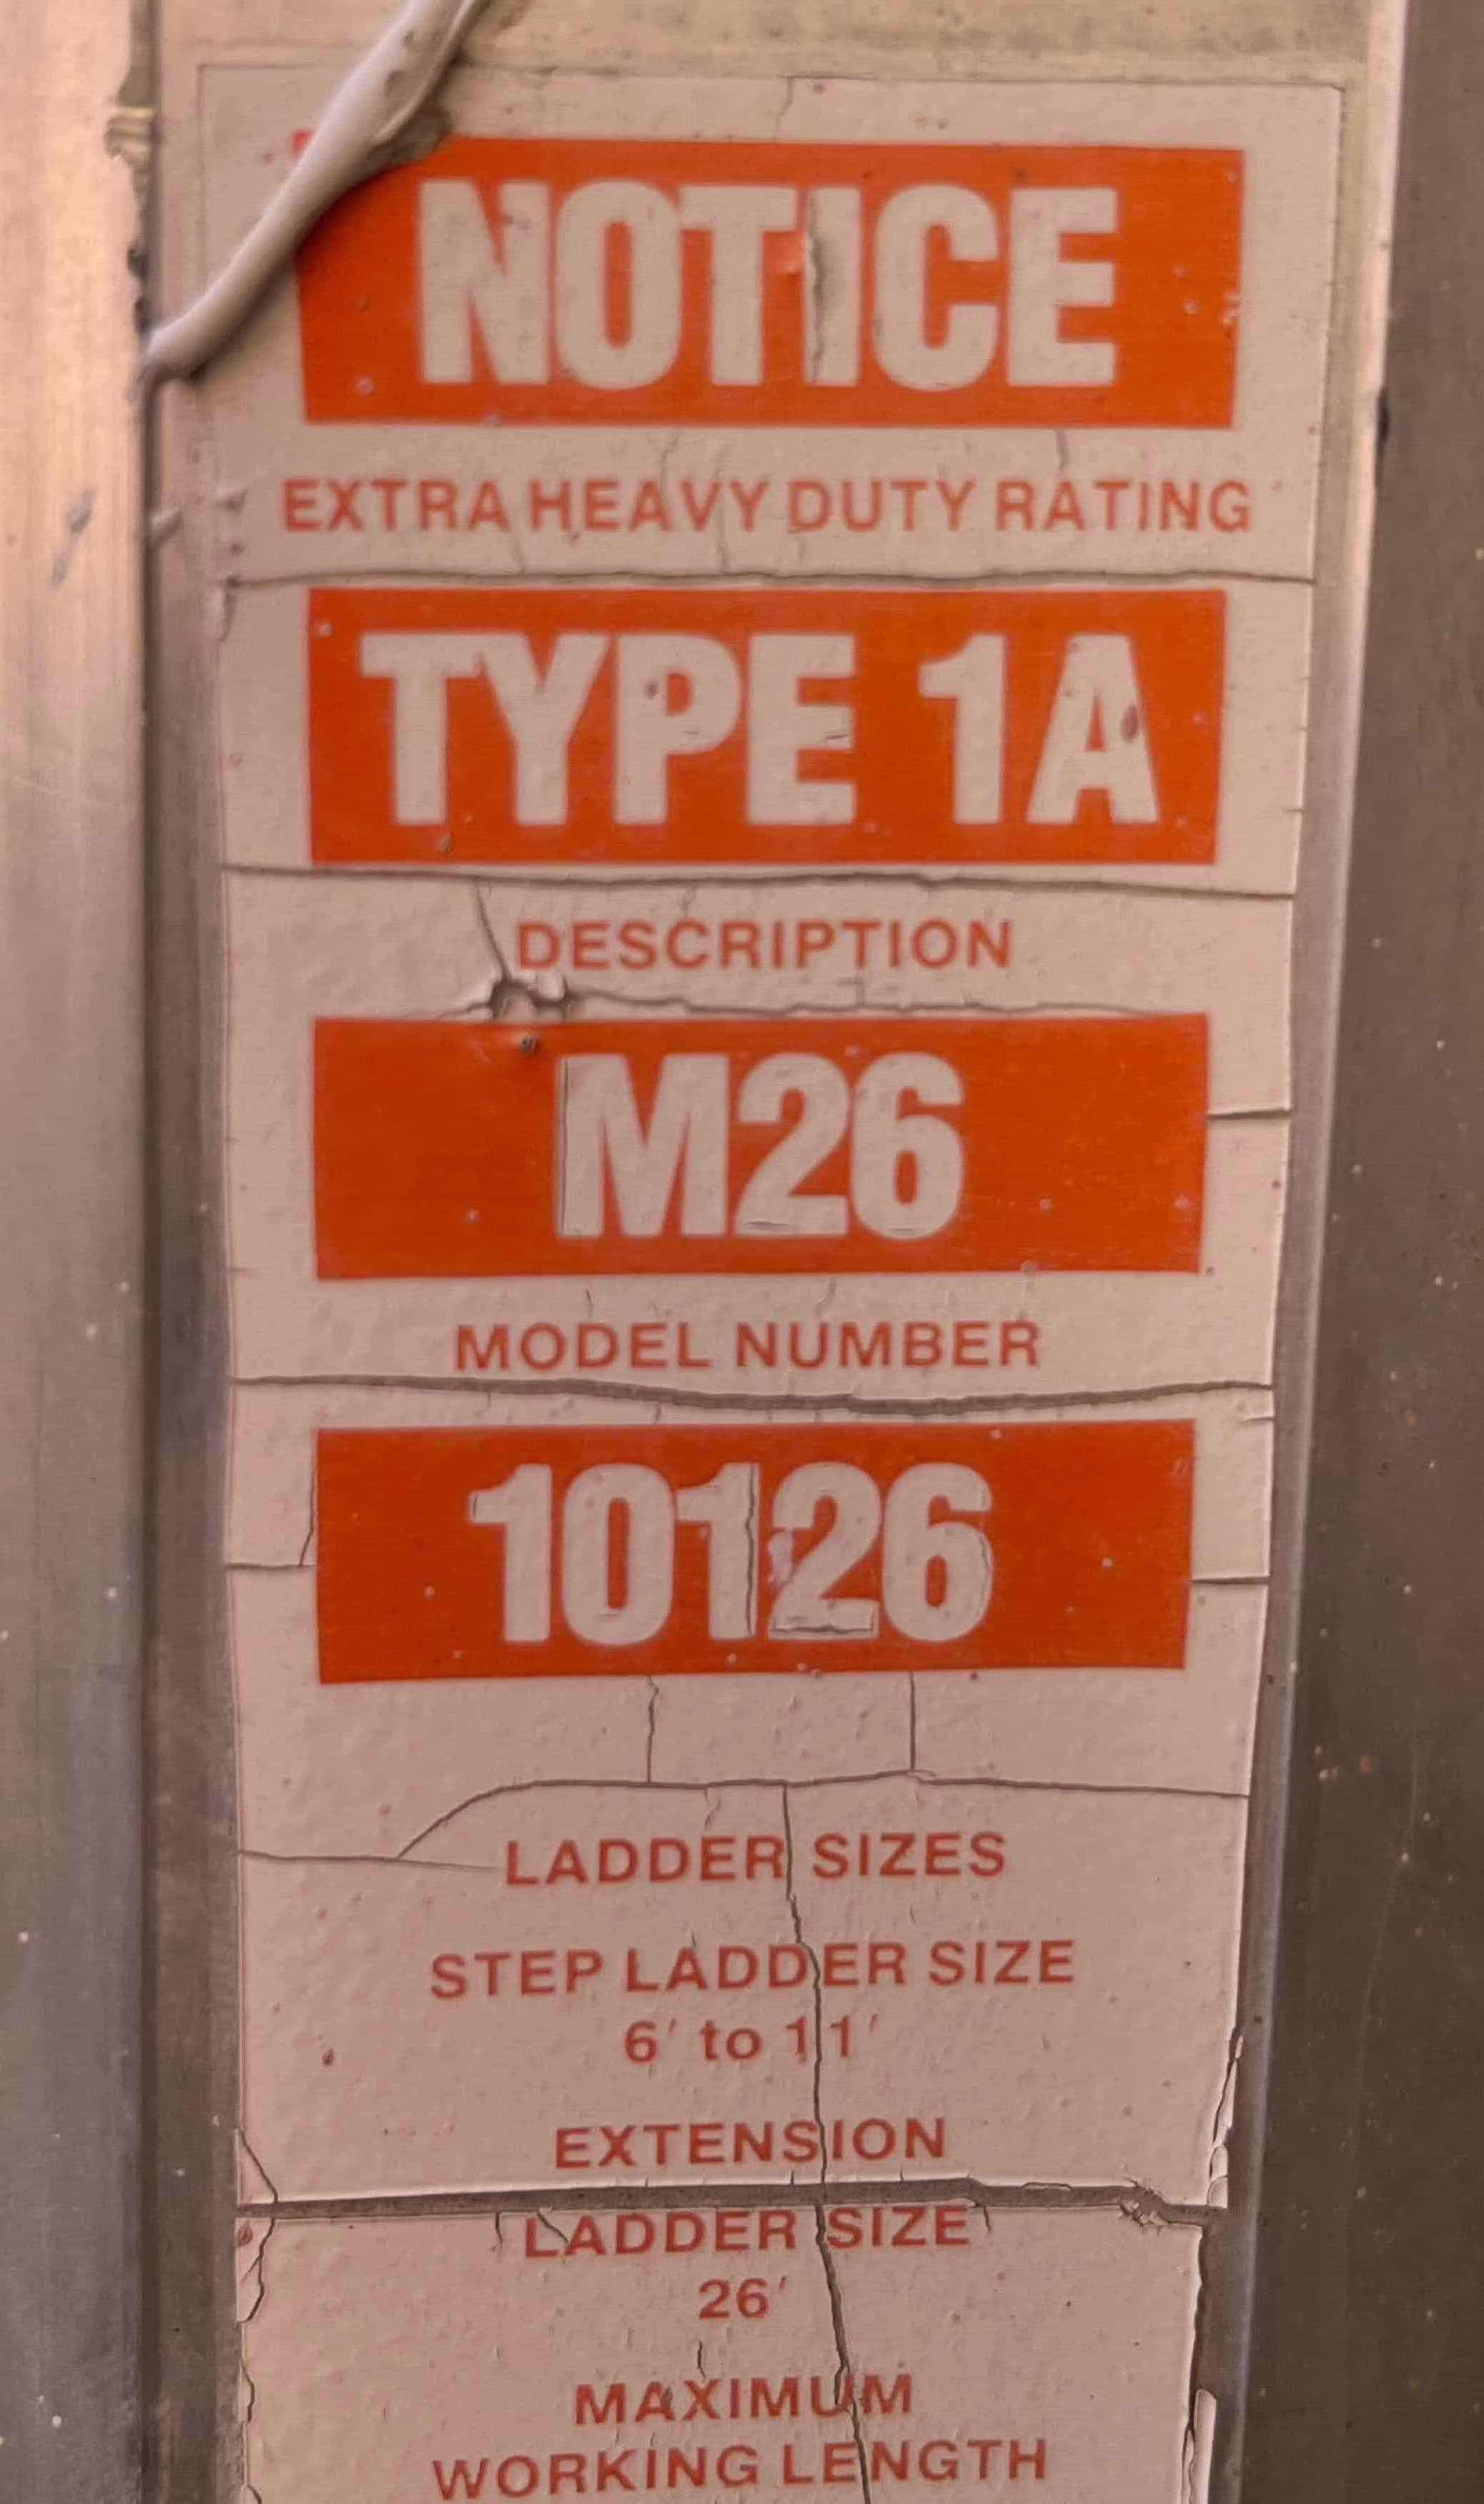 NOTICE
EXTRA HEAVY DUTY RATING
TYPE 1A
DESCRIPTION
M26
MODEL NUMBER
10126
LADDER SIZES
STEP LADDER SIZE
6' to 11'
EXTENSION
LADDER SIZE
26'
MAXIMUM
WORKING LENGTH